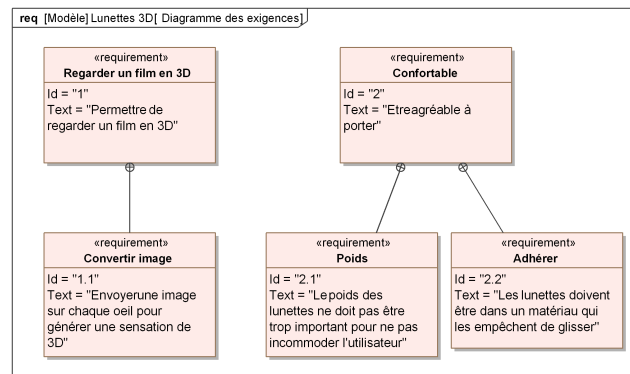 req [Modèle] Lunettes 3D[ Diagramme des exigences]
«requirement»
Regarder un film en 3D
Id = "1"
Text = "Permettre de
regarder un film en 3D"
«requirement»
Confortable
Id = "2"
Text = "Etreagréable à
porter"
«requirement»
Convertir image
Id = "1.1"
Text = "Envoyerune image
sur chaque oeil pour
générer une sensation de
3D"
«requirement»
Poids
Id = "2.1"
Text = "Lepoids des
lunettes ne doit pas être
trop important pour ne pas
incommoder l'utilisateur"
«requirement»
Adhérer
Id = "2.2"
Text = "Les lunettes doivent
être dans un matériau qui
les empêchent de glisser"